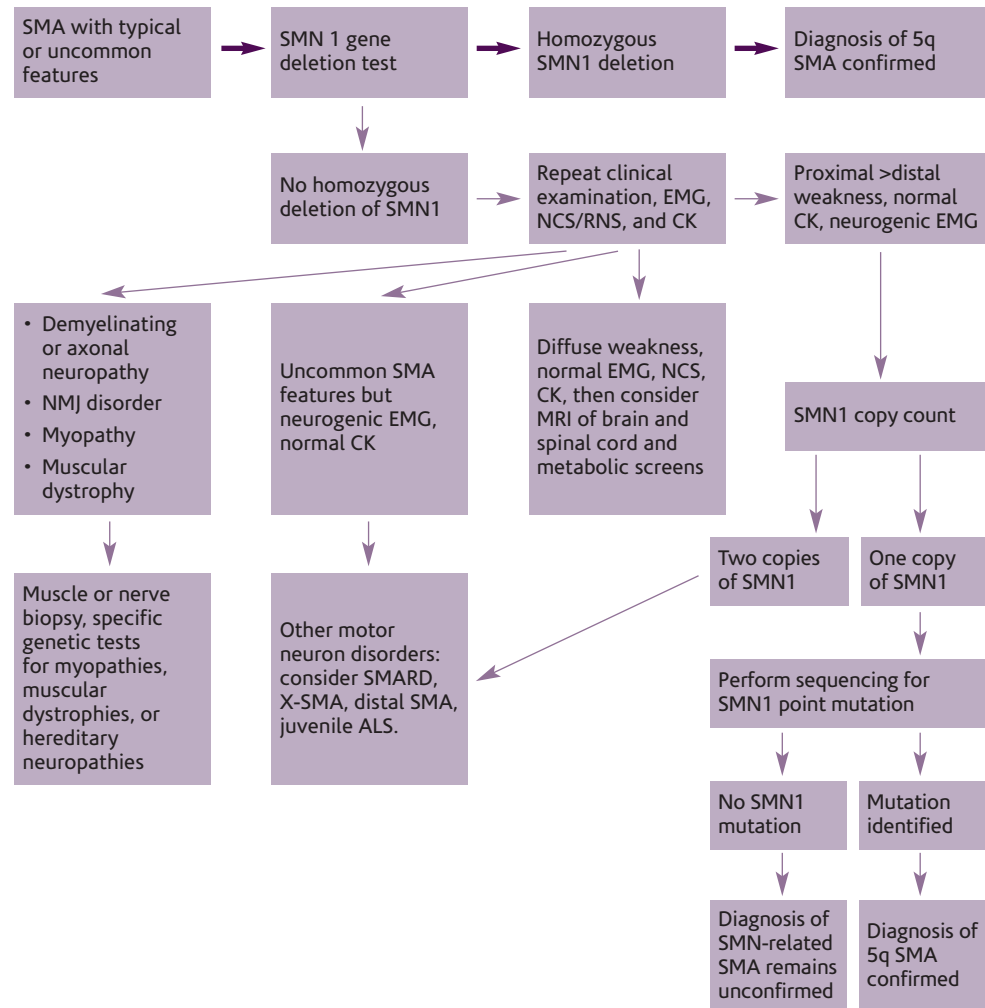 SMA with typical
or uncommon
features
SMN 1 gene
deletion test
Homozygous
SMN1 deletion
Diagnosis of 5q
SMA confirmed
No homozygous
deletion of SMN1
Repeat clinical
examination, EMG,
NCS/RNS, and CK
Proximal >distal
weakness, normal
CK, neurogenic EMG
• Demyelinating
or axonal
neuropathy
• NMJ disorder
• Myopathy
• Muscular
dystrophy
Uncommon SMA
features but
neurogenic EMG,
normal CK
Diffuse weakness,
normal EMG, NCS,
CK, then consider
MRI of brain and
spinal cord and
metabolic screens
SMN1 copy count
Two copies
of SMN1
One copy
of SMN1
Muscle or nerve
biopsy, specific
genetic tests
for myopathies,
muscular
dystrophies, or
hereditary
neuropathies
Other motor
neuron disorders:
consider SMARD,
X-SMA, distal SMA,
juvenile ALS.
Perform sequencing for
SMN1 point mutation
No SMN1
mutation
Mutation
identified
Diagnosis of
SMN-related
SMA remains
unconfirmed
Diagnosis of
5q SMA
confirmed